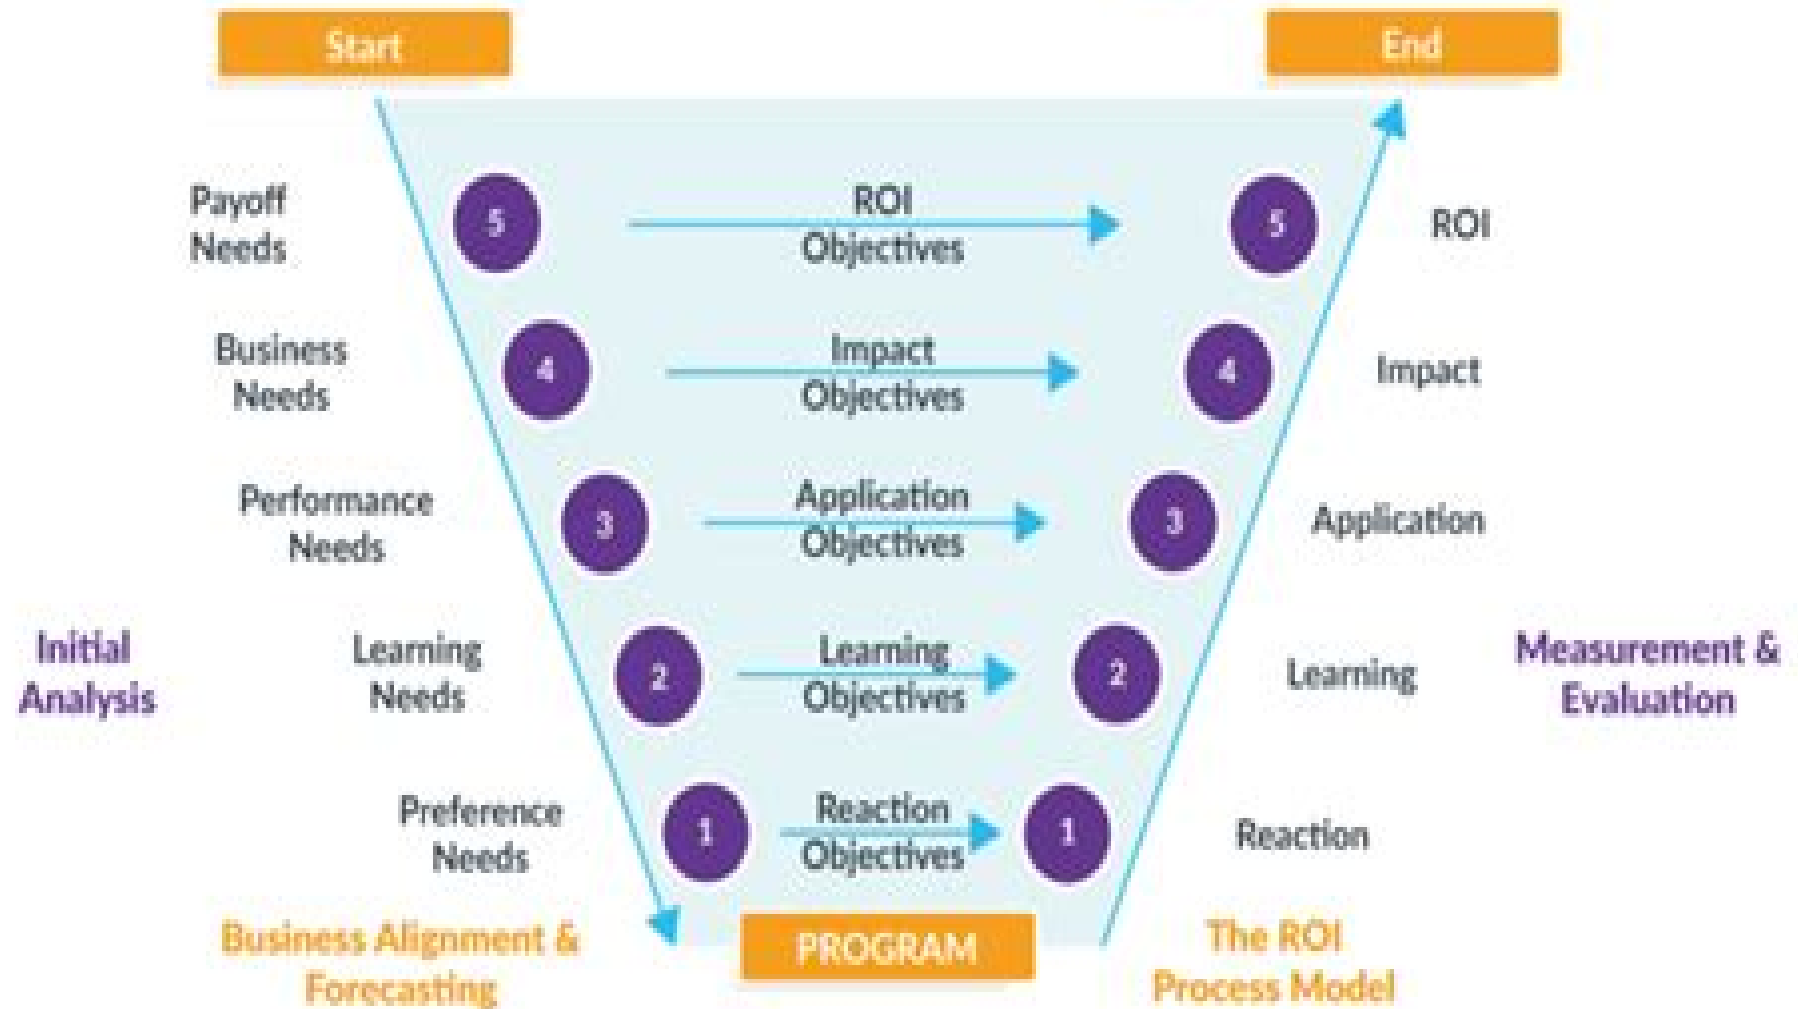 Start
End
Payoff
Needs
5
ROI
Objectives
5
ROI
Business
Needs
4
Impact
Objectives
4
Impact
Performance
Needs
3
Application
Objectives
3
Application
Initial
Analysis
Learning
Needs
2
Learning
Objectives
2
Learning
Measurement &
Evaluation
Preference
Needs
1
Reaction
Objectives
1
Reaction
Business Alignment &
Forecasting
PROGRAM
The ROI
Process Model